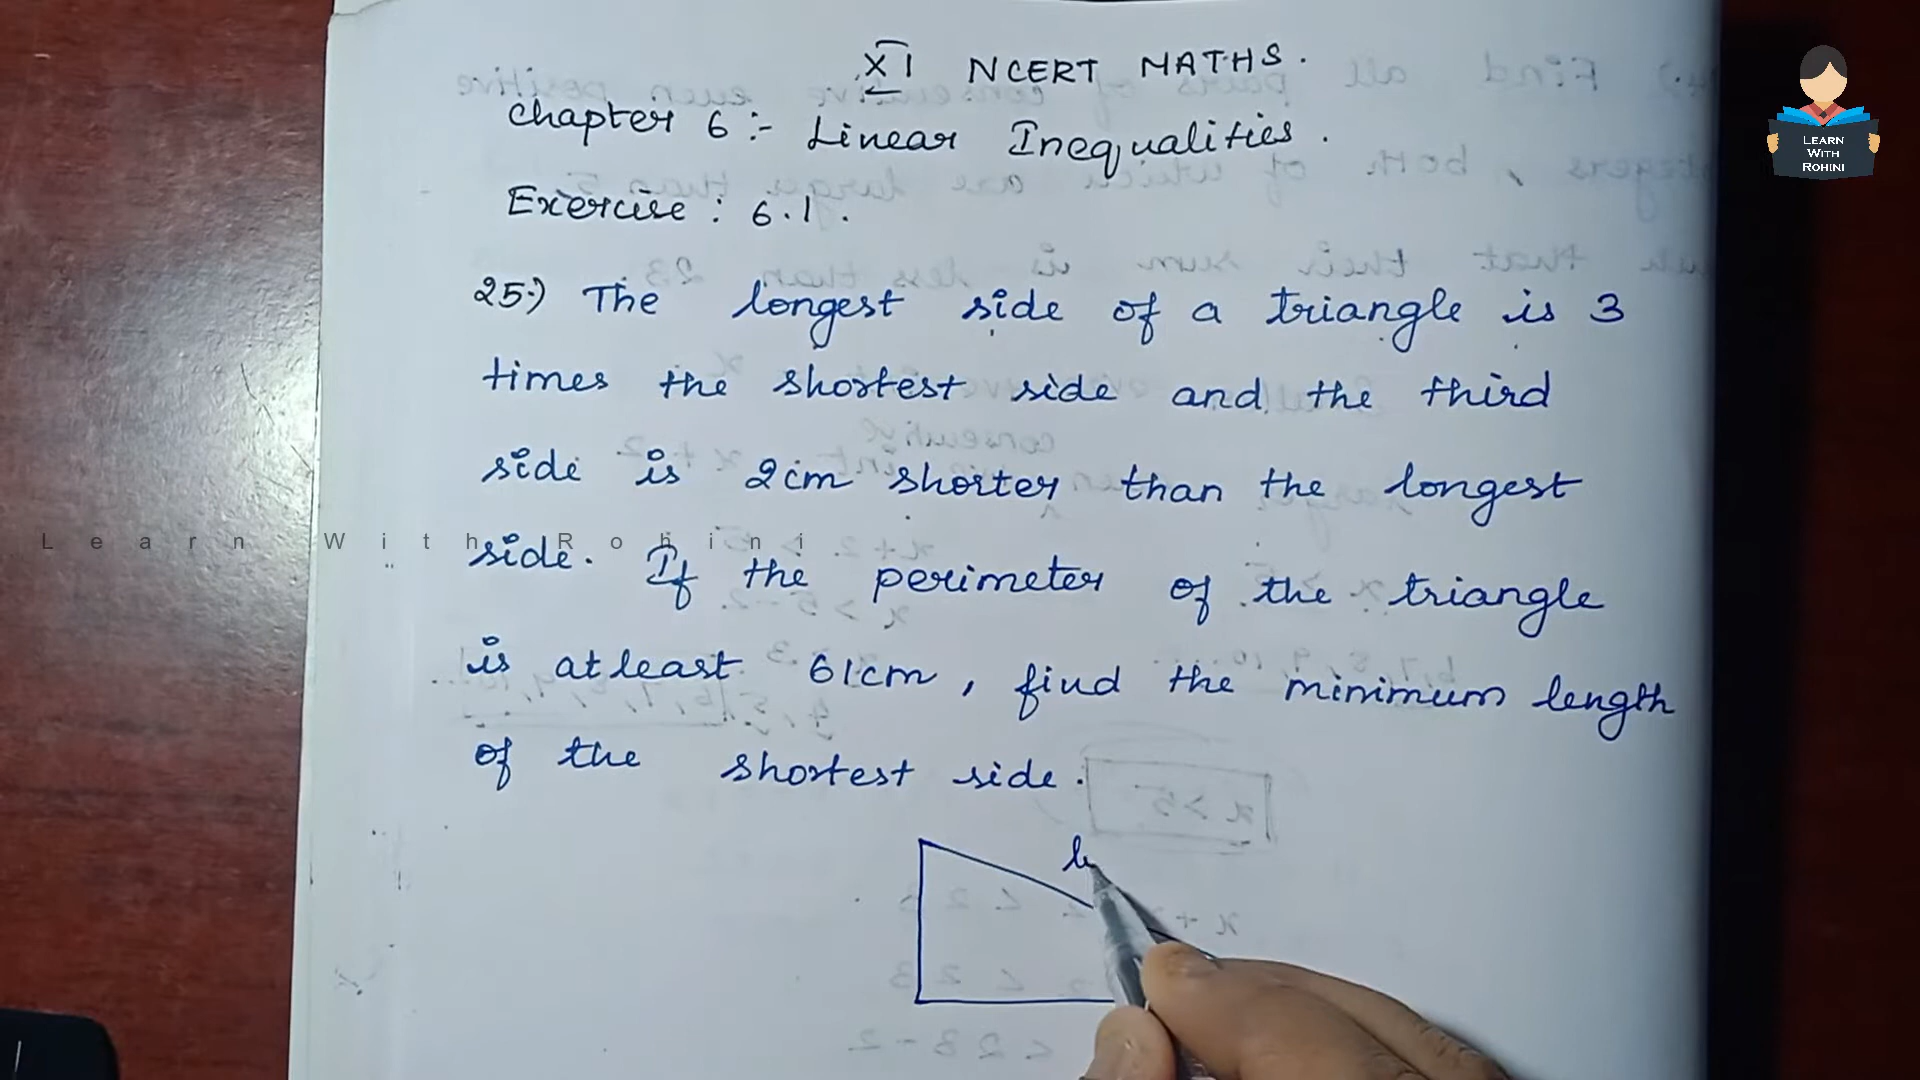 XI NCERT MATHS.
Chapter 6 :- Linear Inequalities.
Exercise : 6.1.
25.) The longest side of a triangle is 3
times the shortest side and the third
side is 2cm shorter than the longest
side. If the perimeter of the triangle
is atleast 61cm, find the minimum length
of the shortest side.
LEARN
WITH
ROHINI
Learn With Rohini